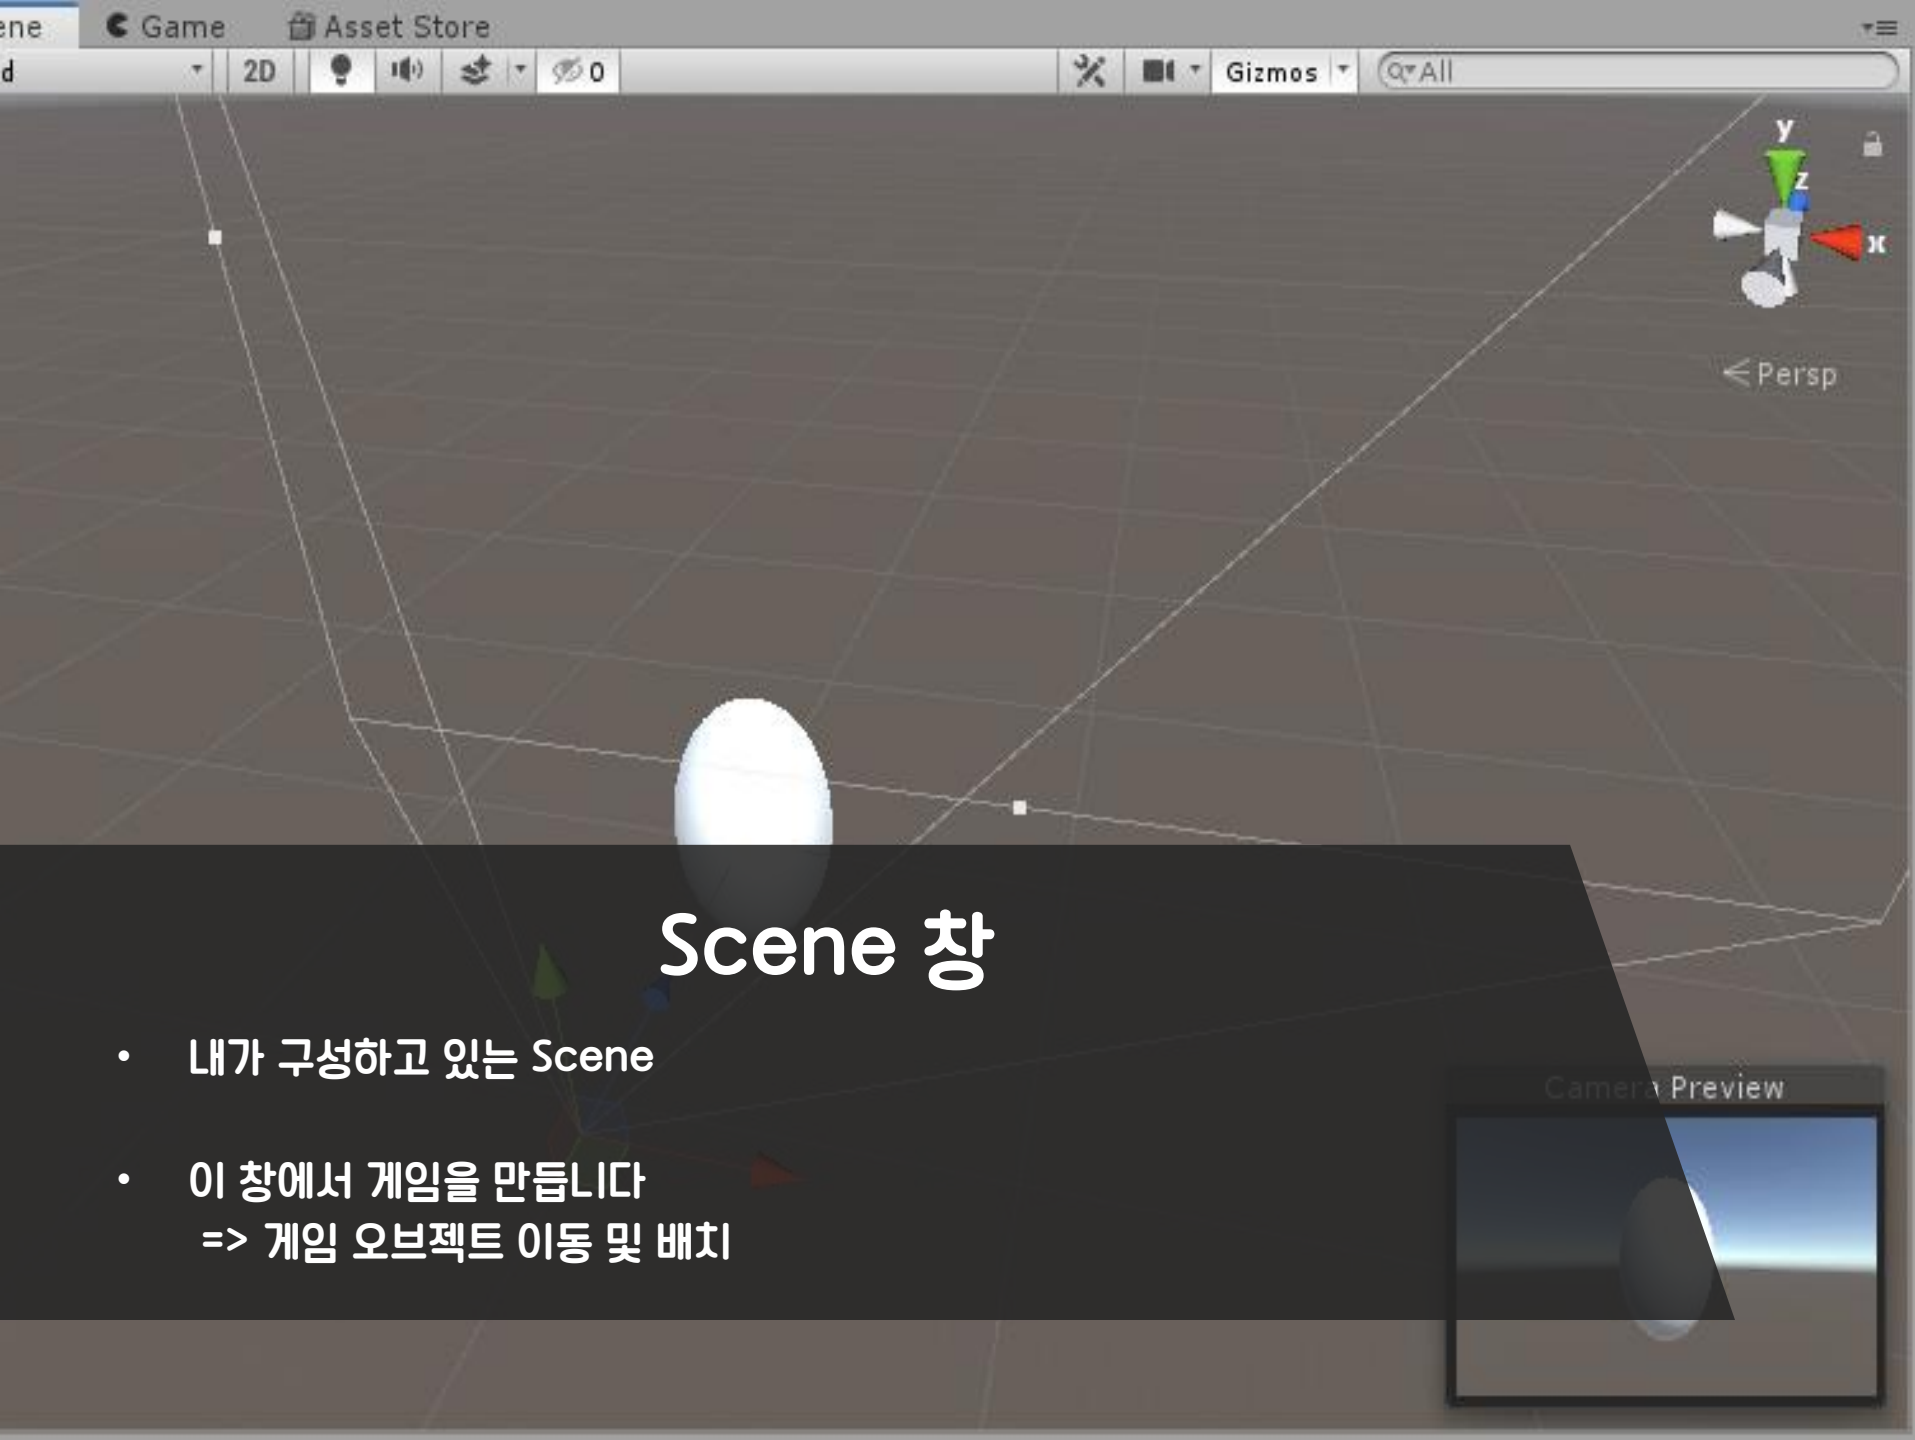 ene Game Asset Store
d 2D 0 Gizmos All
y
z
x
Persp
Scene 창
• 내가 구성하고 있는 Scene
• 이 창에서 게임을 만듭니다
=> 게임 오브젝트 이동 및 배치
Camera Preview